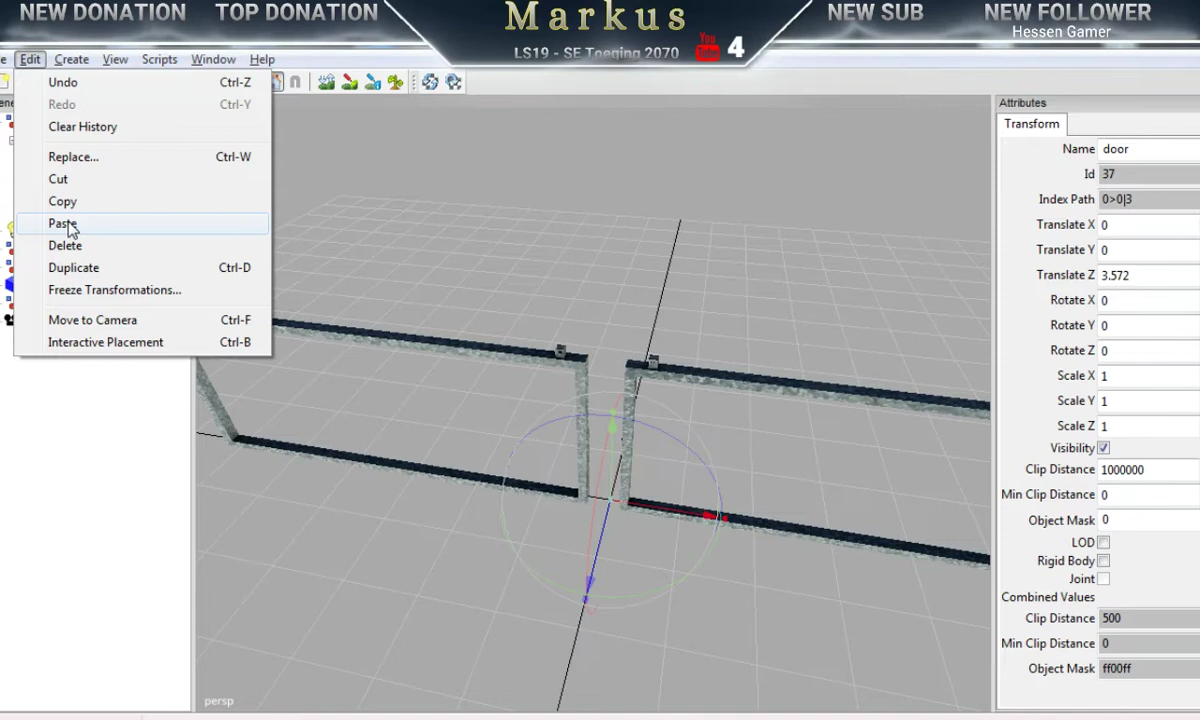 NEW DONATION
TOP DONATION
Markus
NEW SUB
NEW FOLLOWER
Hessen Gamer
LS19 - SE Toeging 2070
You
4
Edit Create View Scripts Window Help
Undo Ctrl-Z
Redo Ctrl-Y
Clear History
Replace... Ctrl-W
Cut
Copy
Paste
Delete
Duplicate Ctrl-D
Freeze Transformations...
Move to Camera Ctrl-F
Interactive Placement Ctrl-B
persp
Attributes
Transform
Name door
Id 37
Index Path 0>0|3
Translate X 0
Translate Y 0
Translate Z 3.572
Rotate X 0
Rotate Y 0
Rotate Z 0
Scale X 1
Scale Y 1
Scale Z 1
Visibility
Clip Distance 1000000
Min Clip Distance 0
Object Mask 0
LOD
Rigid Body
Joint
Combined Values
Clip Distance 500
Min Clip Distance 0
Object Mask ff00ff